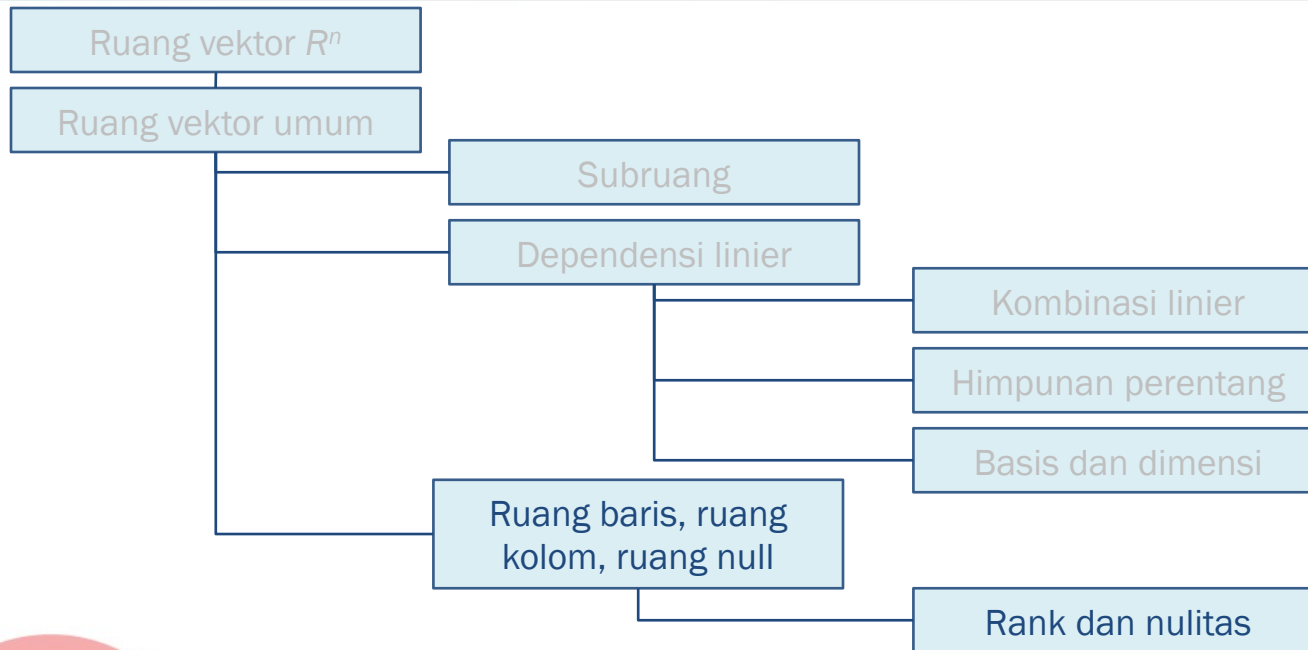 Ruang vektor Rⁿ
Ruang vektor umum
Subruang
Dependensi linier
Kombinasi linier
Himpunan perentang
Basis dan dimensi
Ruang baris, ruang
kolom, ruang null
Rank dan nulitas